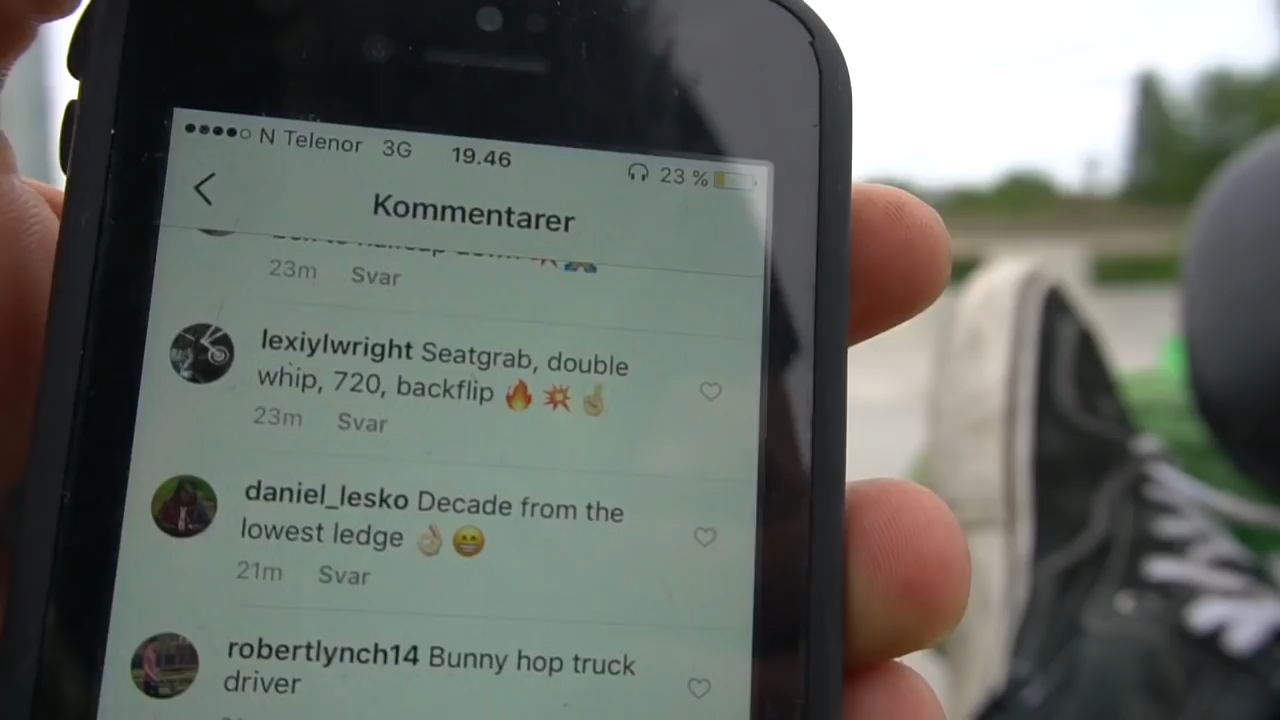 N Telenor 3G 19.46 23 %
Kommentarer
23m Svar
lexiylwright Seatgrab, double
whip, 720, backflip 🔥 💥 ☝🏼
23m Svar
daniel_lesko Decade from the
lowest ledge 👌🏼 😁
21m Svar
robertlynch14 Bunny hop truck
driver